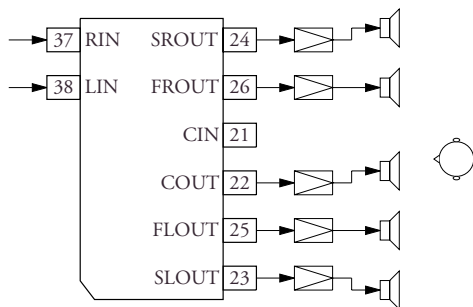 37 RIN SROUT 24
38 LIN FROUT 26
CIN 21
COUT 22
FLOUT 25
SLOUT 23